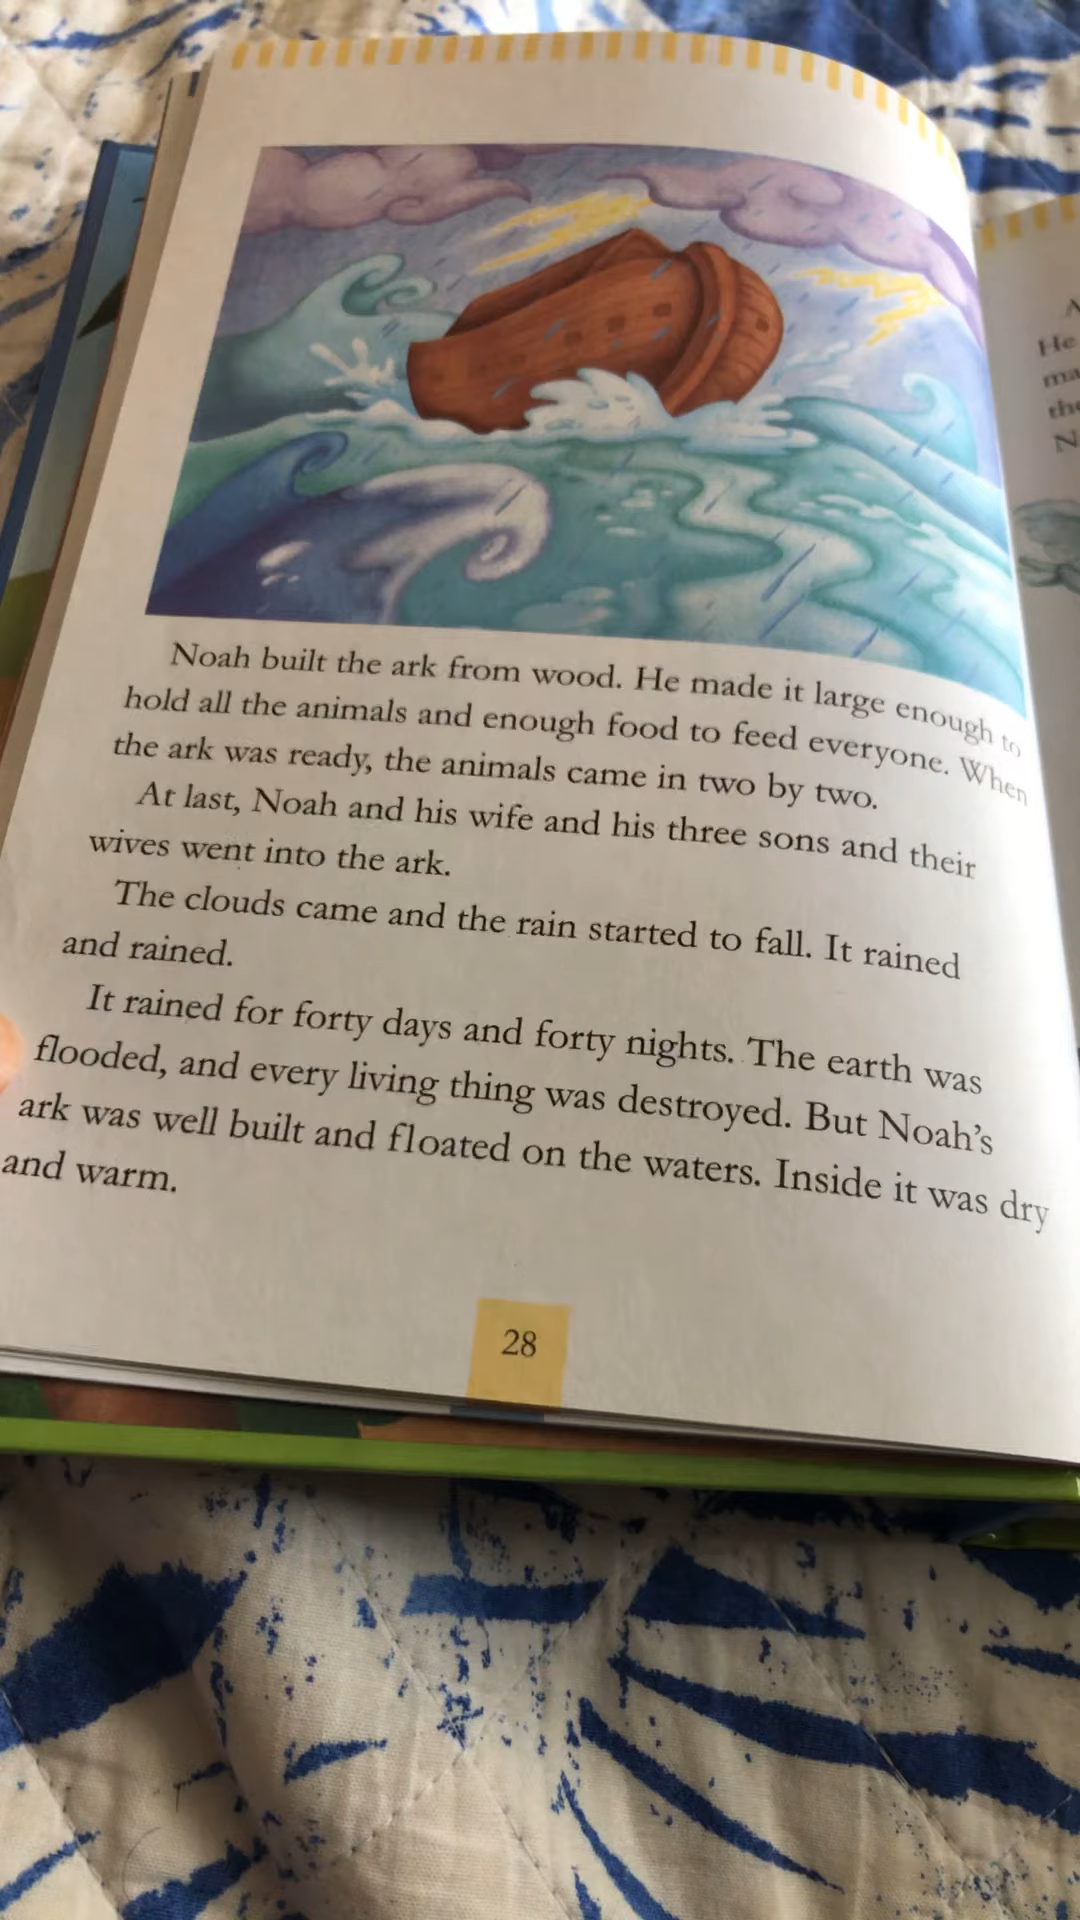 Noah built the ark from wood. He made it large enough to
hold all the animals and enough food to feed everyone. When
the ark was ready, the animals came in two by two.
At last, Noah and his wife and his three sons and their
wives went into the ark.
The clouds came and the rain started to fall. It rained
and rained.
It rained for forty days and forty nights. The earth was
flooded, and every living thing was destroyed. But Noah's
ark was well built and floated on the waters. Inside it was dry
and warm.
28
He